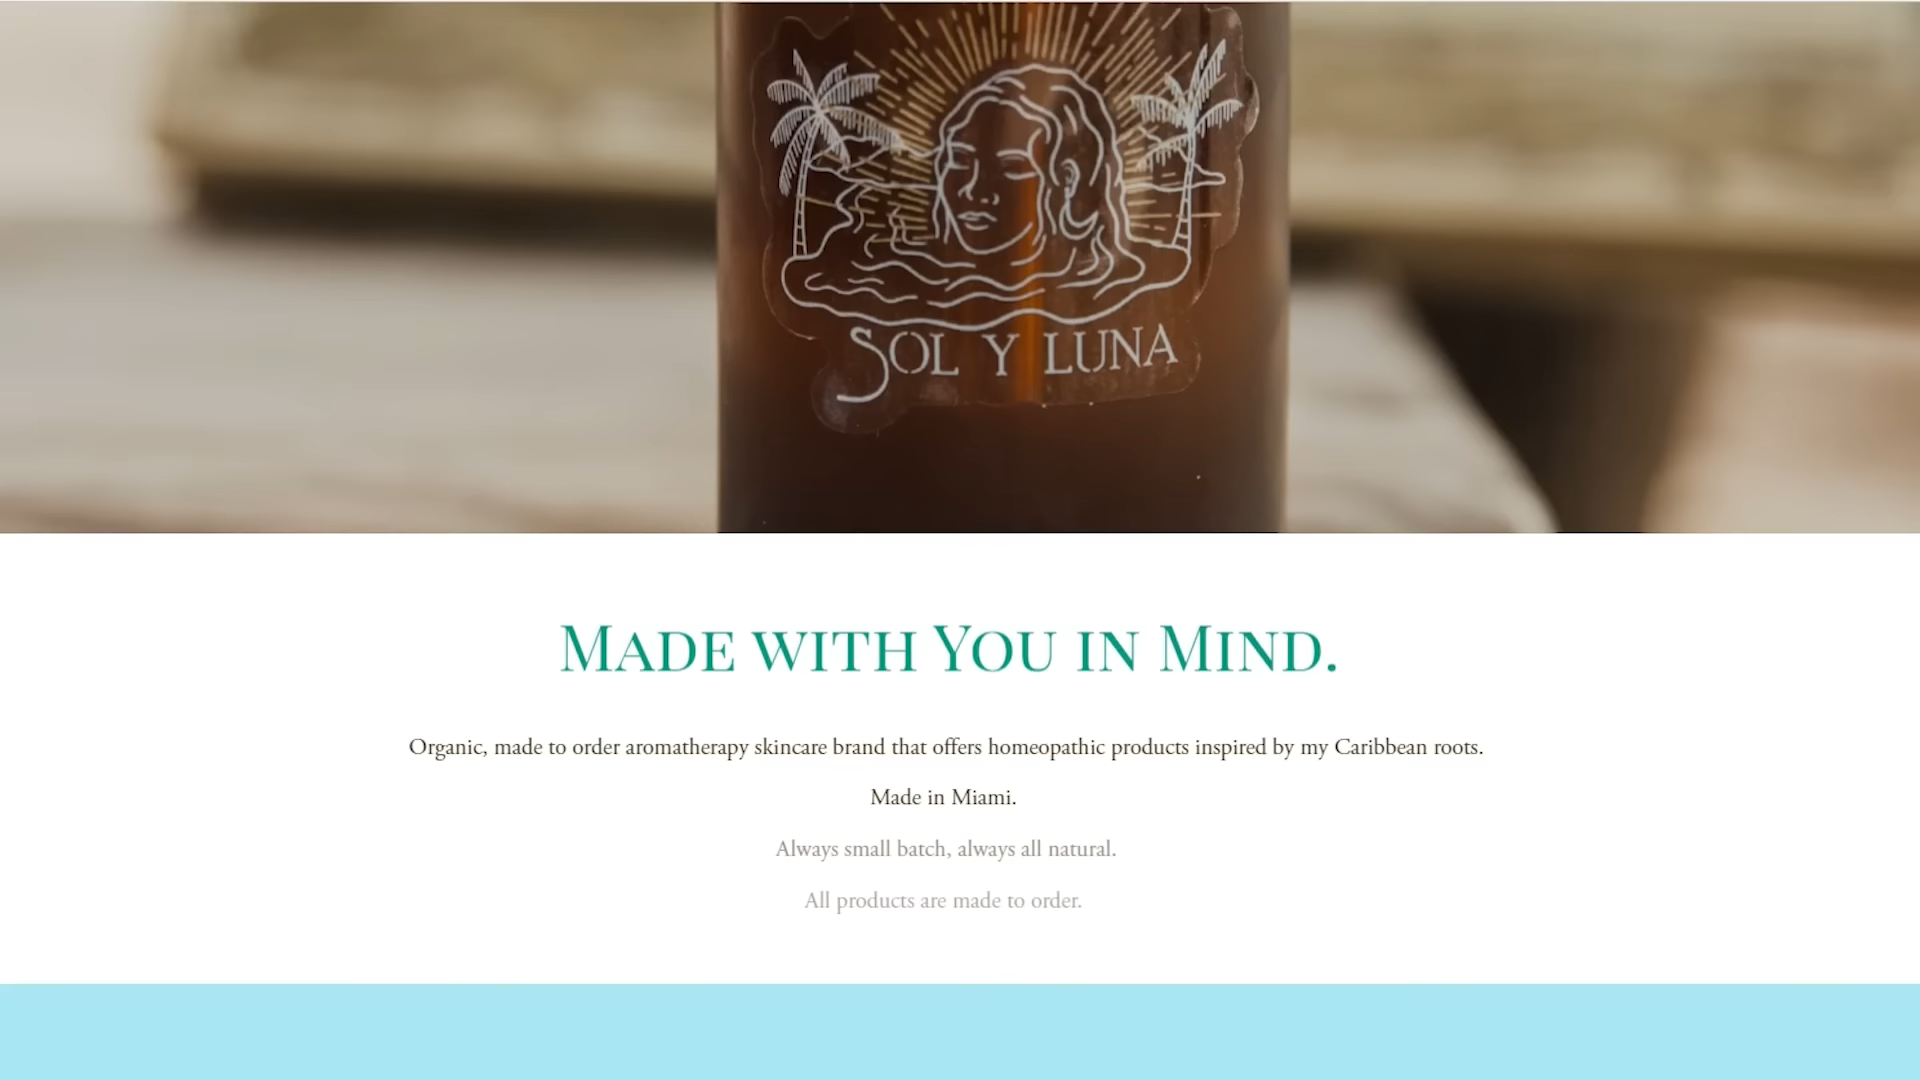 SOL Y LUNA
MADE WITH YOU IN MIND.
Organic, made to order aromatherapy skincare brand that offers homeopathic products inspired by my Caribbean roots.
Made in Miami.
Always small batch, always all natural.
All products are made to order.